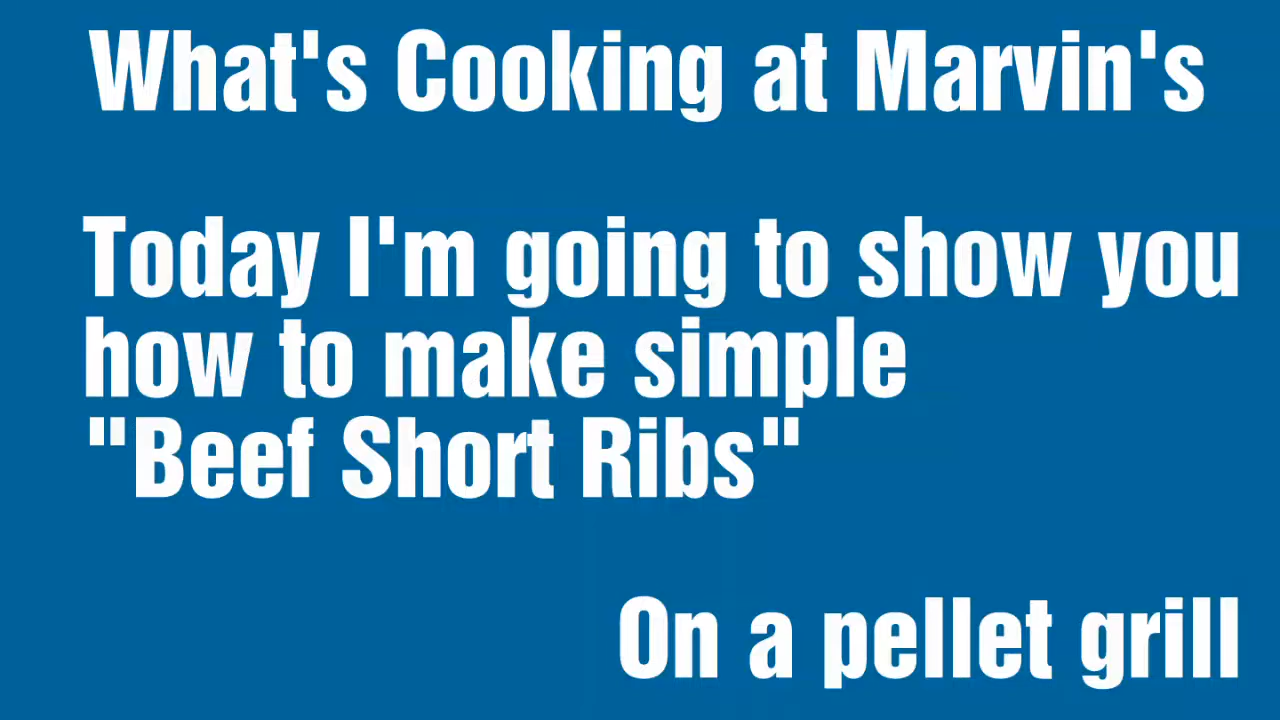 What's Cooking at Marvin's
Today I'm going to show you
how to make simple
"Beef Short Ribs"
On a pellet grill